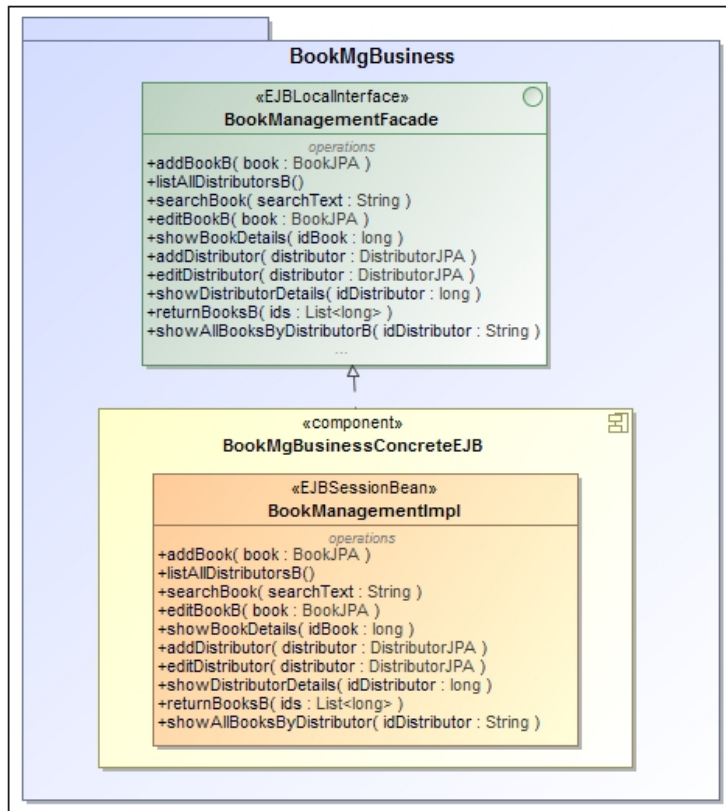 BookMgBusiness
«EJBLocalInterface»
BookManagementFacade
operations
+addBookB( book : BookJPA )
+listAllDistributorsB()
+searchBook( searchText : String )
+editBookB( book : BookJPA )
+showBookDetails( idBook : long )
+addDistributor( distributor : DistributorJPA )
+editDistributor( distributor : DistributorJPA )
+showDistributorDetails( idDistributor : long )
+returnBooksB( ids : List<long> )
+showAllBooksByDistributorB( idDistributor : String )
...
«component»
BookMgBusinessConcreteEJB
«EJBSessionBean»
BookManagementImpl
operations
+addBook( book : BookJPA )
+listAllDistributorsB()
+searchBook( searchText : String )
+editBookB( book : BookJPA )
+showBookDetails( idBook : long )
+addDistributor( distributor : DistributorJPA )
+editDistributor( distributor : DistributorJPA )
+showDistributorDetails( idDistributor : long )
+returnBooksB( ids : List<long> )
+showAllBooksByDistributor( idDistributor : String )